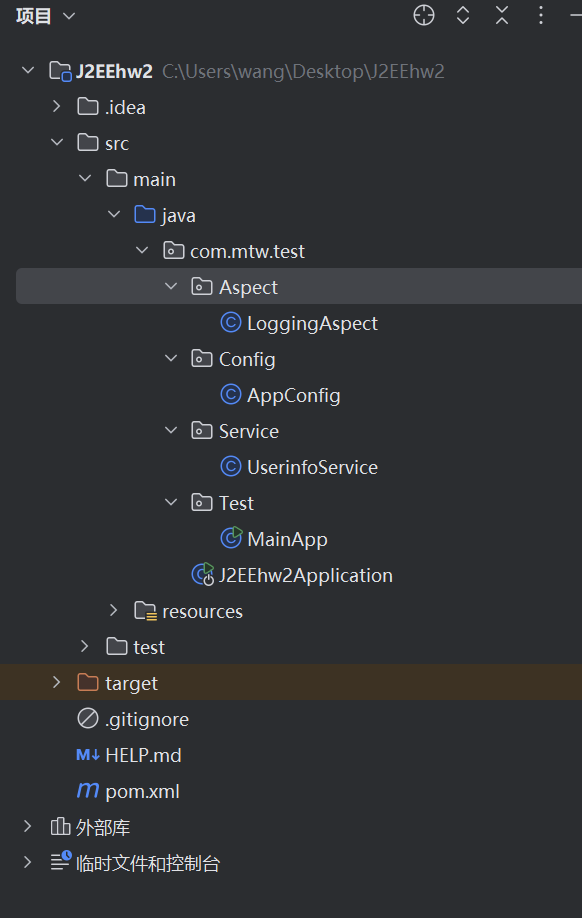 项目
J2EEhw2 C:\Users\wang\Desktop\J2EEhw2
.idea
src
main
java
com.mtw.test
Aspect
LoggingAspect
Config
AppConfig
Service
UserinfoService
Test
MainApp
J2EEhw2Application
resources
test
target
.gitignore
M↓ HELP.md
m pom.xml
外部库
临时文件和控制台